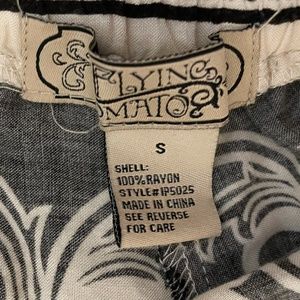 FLYING
TOMATO
S
SHELL:
100% RAYON
STYLE#IP5025
MADE IN CHINA
SEE REVERSE
FOR CARE